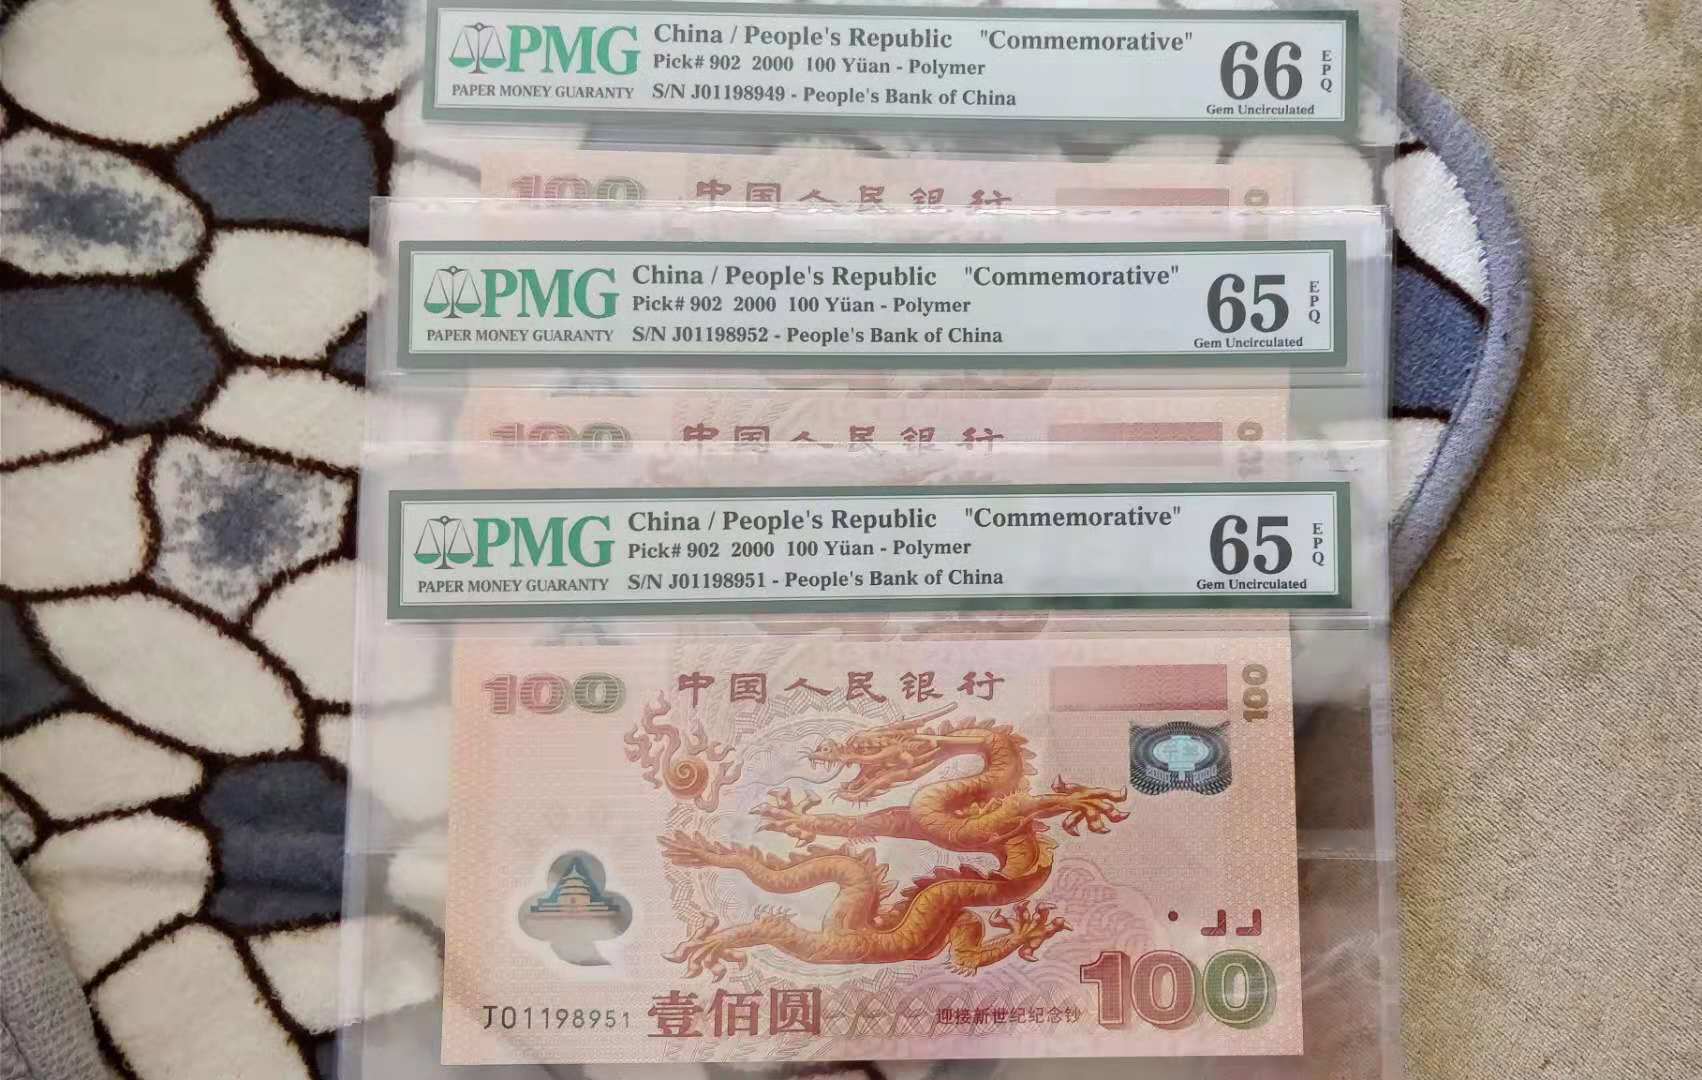 PMG
PAPER MONEY GUARANTY
China / People's Republic "Commemorative"
Pick# 902 2000 100 Yüan - Polymer
S/N J01198949 - People's Bank of China
66
EPQ
Gem Uncirculated
100 中国人民银行
PMG
PAPER MONEY GUARANTY
China / People's Republic "Commemorative"
Pick# 902 2000 100 Yüan - Polymer
S/N J01198952 - People's Bank of China
65
EPQ
Gem Uncirculated
100 中国人民银行 100
PMG
PAPER MONEY GUARANTY
China / People's Republic "Commemorative"
Pick# 902 2000 100 Yüan - Polymer
S/N J01198951 - People's Bank of China
65
EPQ
Gem Uncirculated
100 中国人民银行 100
J01198951 壹佰圆 迎接新世纪纪念钞 100